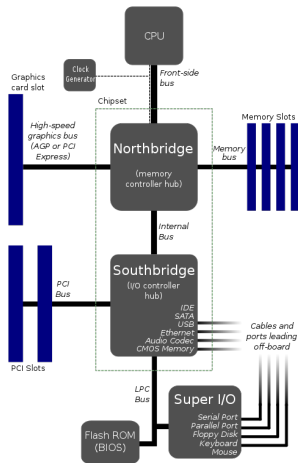 CPU
Clock
Generator
Front-side
bus
Graphics
card slot
Chipset
High-speed
graphics bus
(AGP or PCI
Express)
Northbridge
(memory
controller hub)
Memory
bus
Memory Slots
Internal
Bus
Southbridge
(I/O controller
hub)
PCI
Bus
IDE
SATA
USB
Ethernet
Audio Codec
CMOS Memory
Cables and
ports leading
off-board
PCI Slots
LPC
Bus
Super I/O
Serial Port
Parallel Port
Floppy Disk
Keyboard
Mouse
Flash ROM
(BIOS)